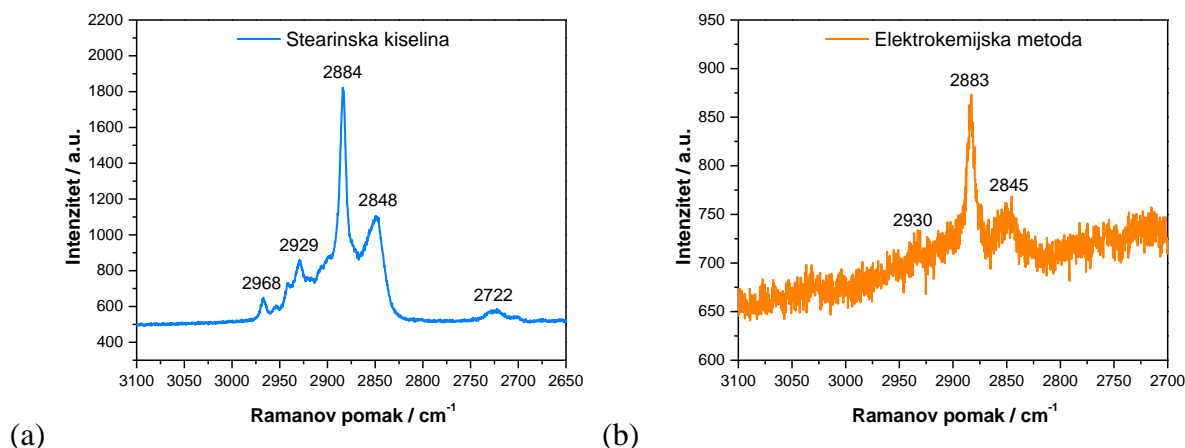 Stearinska kiselina
2200
2000
1800
1600
1400
1200
1000
800
600
400
Intenzitet / a.u.
2884
2848
2929
2968
2722
3100 3050 3000 2950 2900 2850 2800 2750 2700 2650
Ramanov pomak / cm⁻¹
(a)
Elektrokemijska metoda
950
900
850
800
750
700
650
600
Intenzitet / a.u.
2883
2845
2930
3100 3050 3000 2950 2900 2850 2800 2750 2700
Ramanov pomak / cm⁻¹
(b)